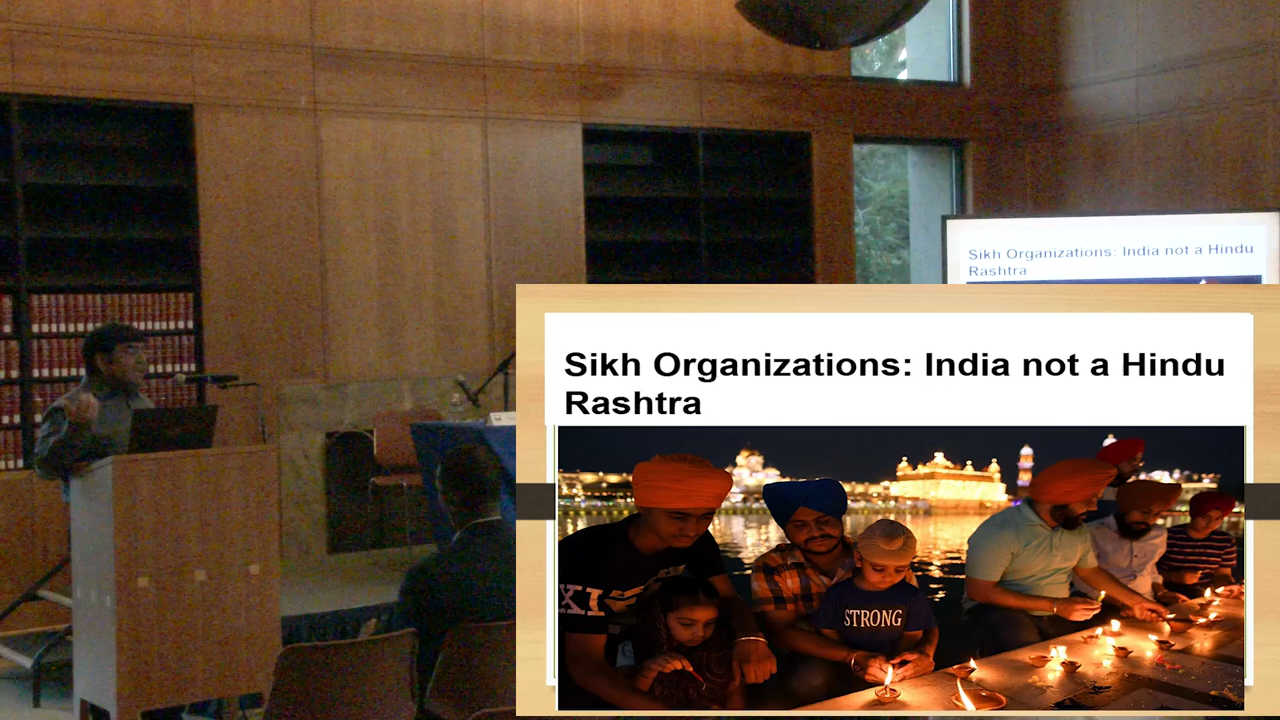 Sikh Organizations: India not a Hindu
Rashtra
Sikh Organizations: India not a Hindu
Rashtra
XI
STRONG